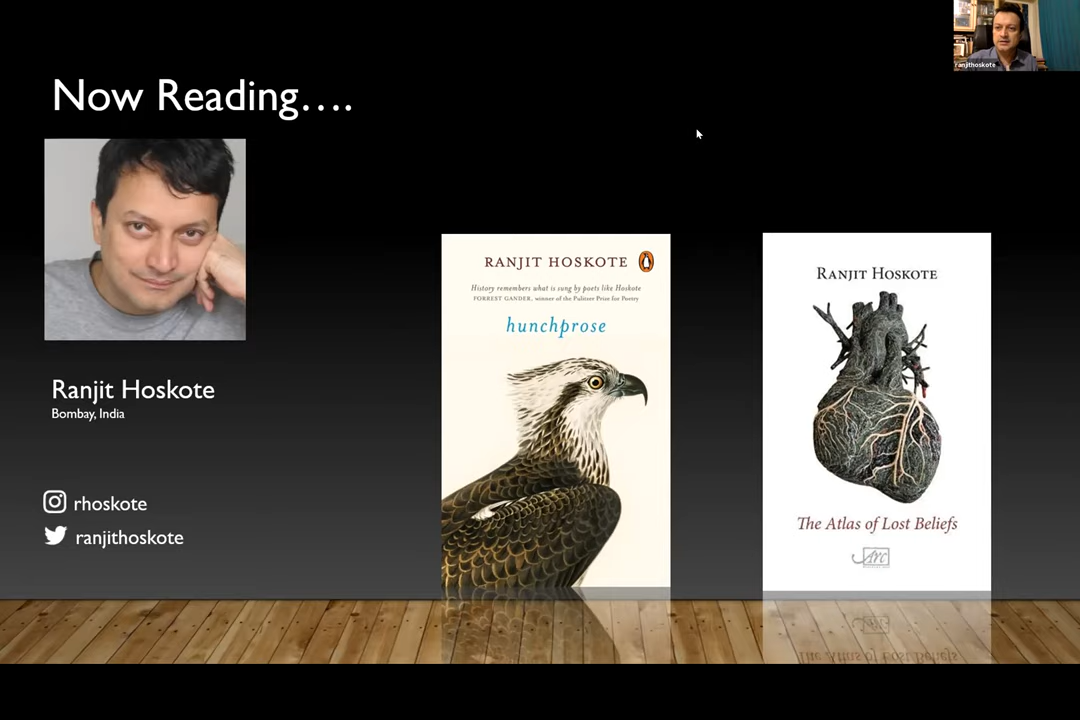 ranjithoskote
Now Reading….
Ranjit Hoskote
Bombay, India
rhoskote
ranjithoskote
RANJIT HOSKOTE
History remembers what is sung by poets like Hoskote
FORREST GANDER, winner of the Pulitzer Prize for Poetry
hunchprose
RANJIT HOSKOTE
The Atlas of Lost Beliefs
Arc